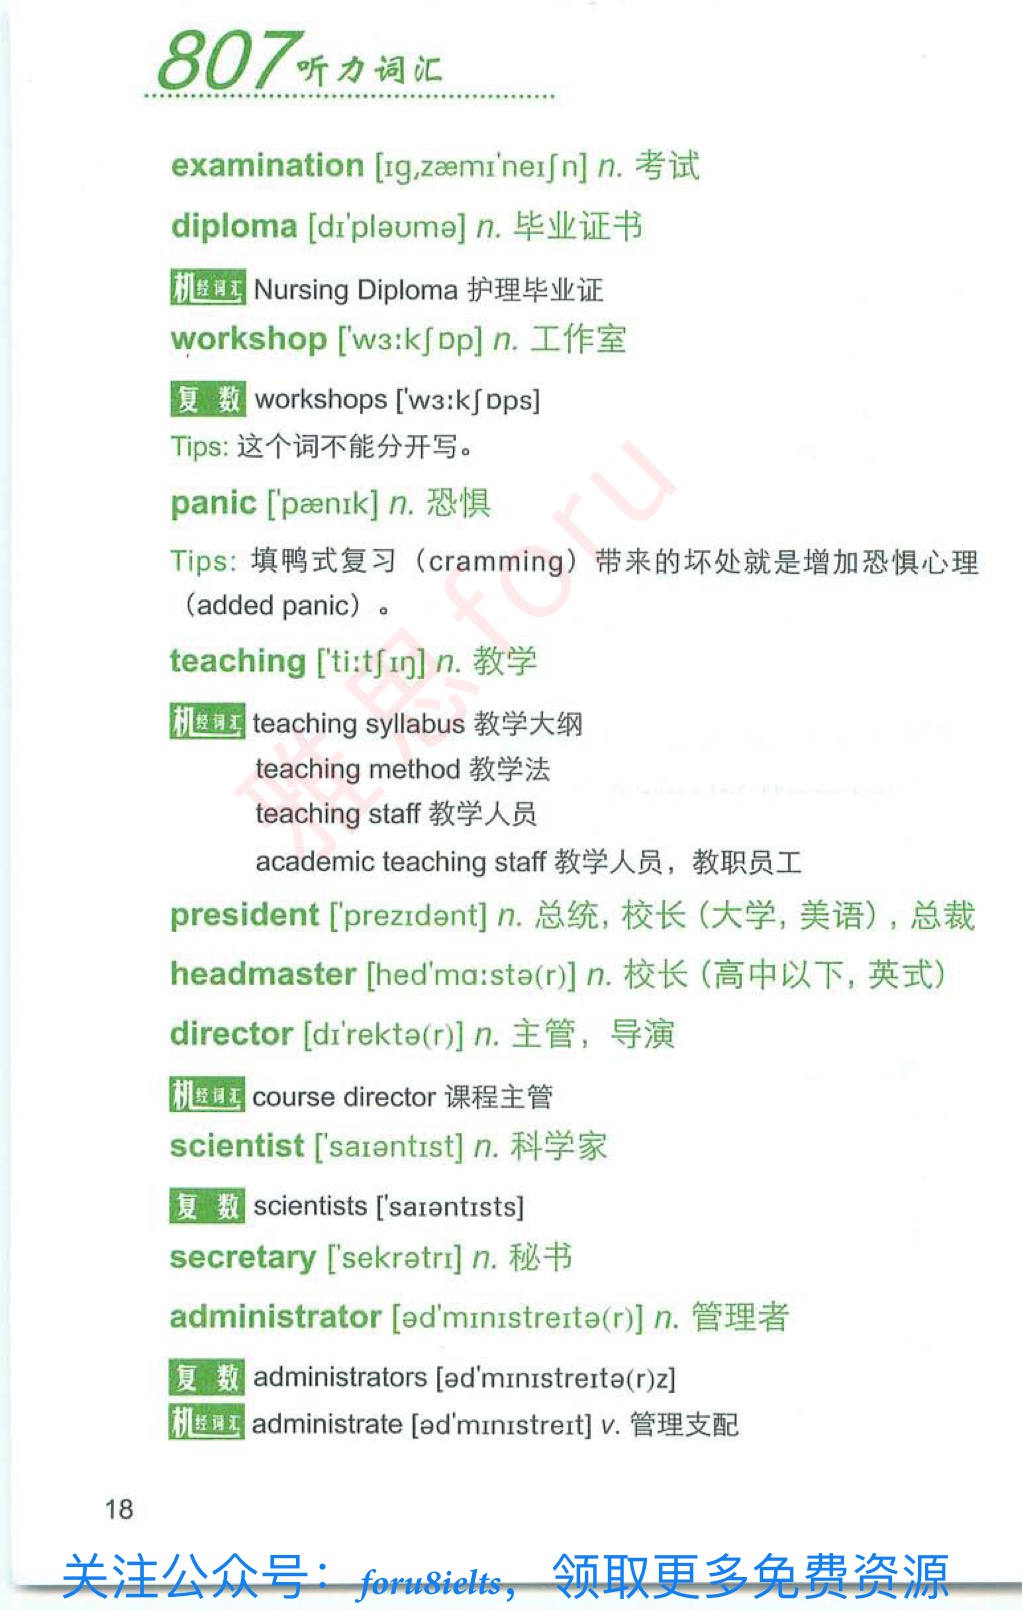 807听力词汇
examination [ɪg,zæmɪ'neɪʃn] n. 考试
diploma [dɪ'pləʊmə] n. 毕业证书
机经词汇 Nursing Diploma 护理毕业证
workshop ['wɜːkʃɒp] n. 工作室
复数 workshops ['wɜːkʃɒps]
Tips: 这个词不能分开写。
panic ['pænɪk] n. 恐惧
Tips: 填鸭式复习（cramming）带来的坏处就是增加恐惧心理
（added panic）。
teaching ['tiːtʃɪŋ] n. 教学
机经词汇 teaching syllabus 教学大纲
teaching method 教学法
teaching staff 教学人员
academic teaching staff 教学人员，教职员工
president ['prezɪdənt] n. 总统, 校长（大学, 美语）, 总裁
headmaster [hed'mɑːstə(r)] n. 校长（高中以下, 英式）
director [dɪ'rektə(r)] n. 主管，导演
机经词汇 course director 课程主管
scientist ['saɪəntɪst] n. 科学家
复数 scientists ['saɪəntɪsts]
secretary ['sekrətrɪ] n. 秘书
administrator [əd'mɪnɪstreɪtə(r)] n. 管理者
复数 administrators [əd'mɪnɪstreɪtə(r)z]
机经词汇 administrate [əd'mɪnɪstreɪt] v. 管理支配
18
雅思foru
关注公众号：foru8ielts，领取更多免费资源